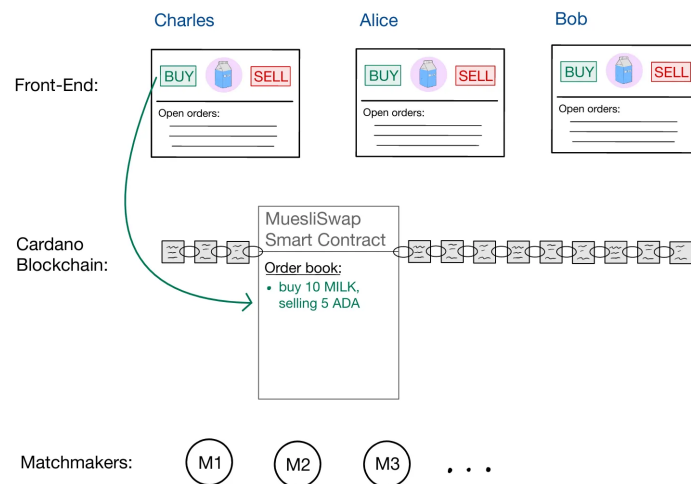 Charles Alice Bob
Front-End:
BUY SELL BUY SELL BUY SELL
Open orders: Open orders: Open orders:
Cardano
Blockchain:
MuesliSwap
Smart Contract
Order book:
• buy 10 MILK,
selling 5 ADA
Matchmakers: M1 M2 M3 . . .